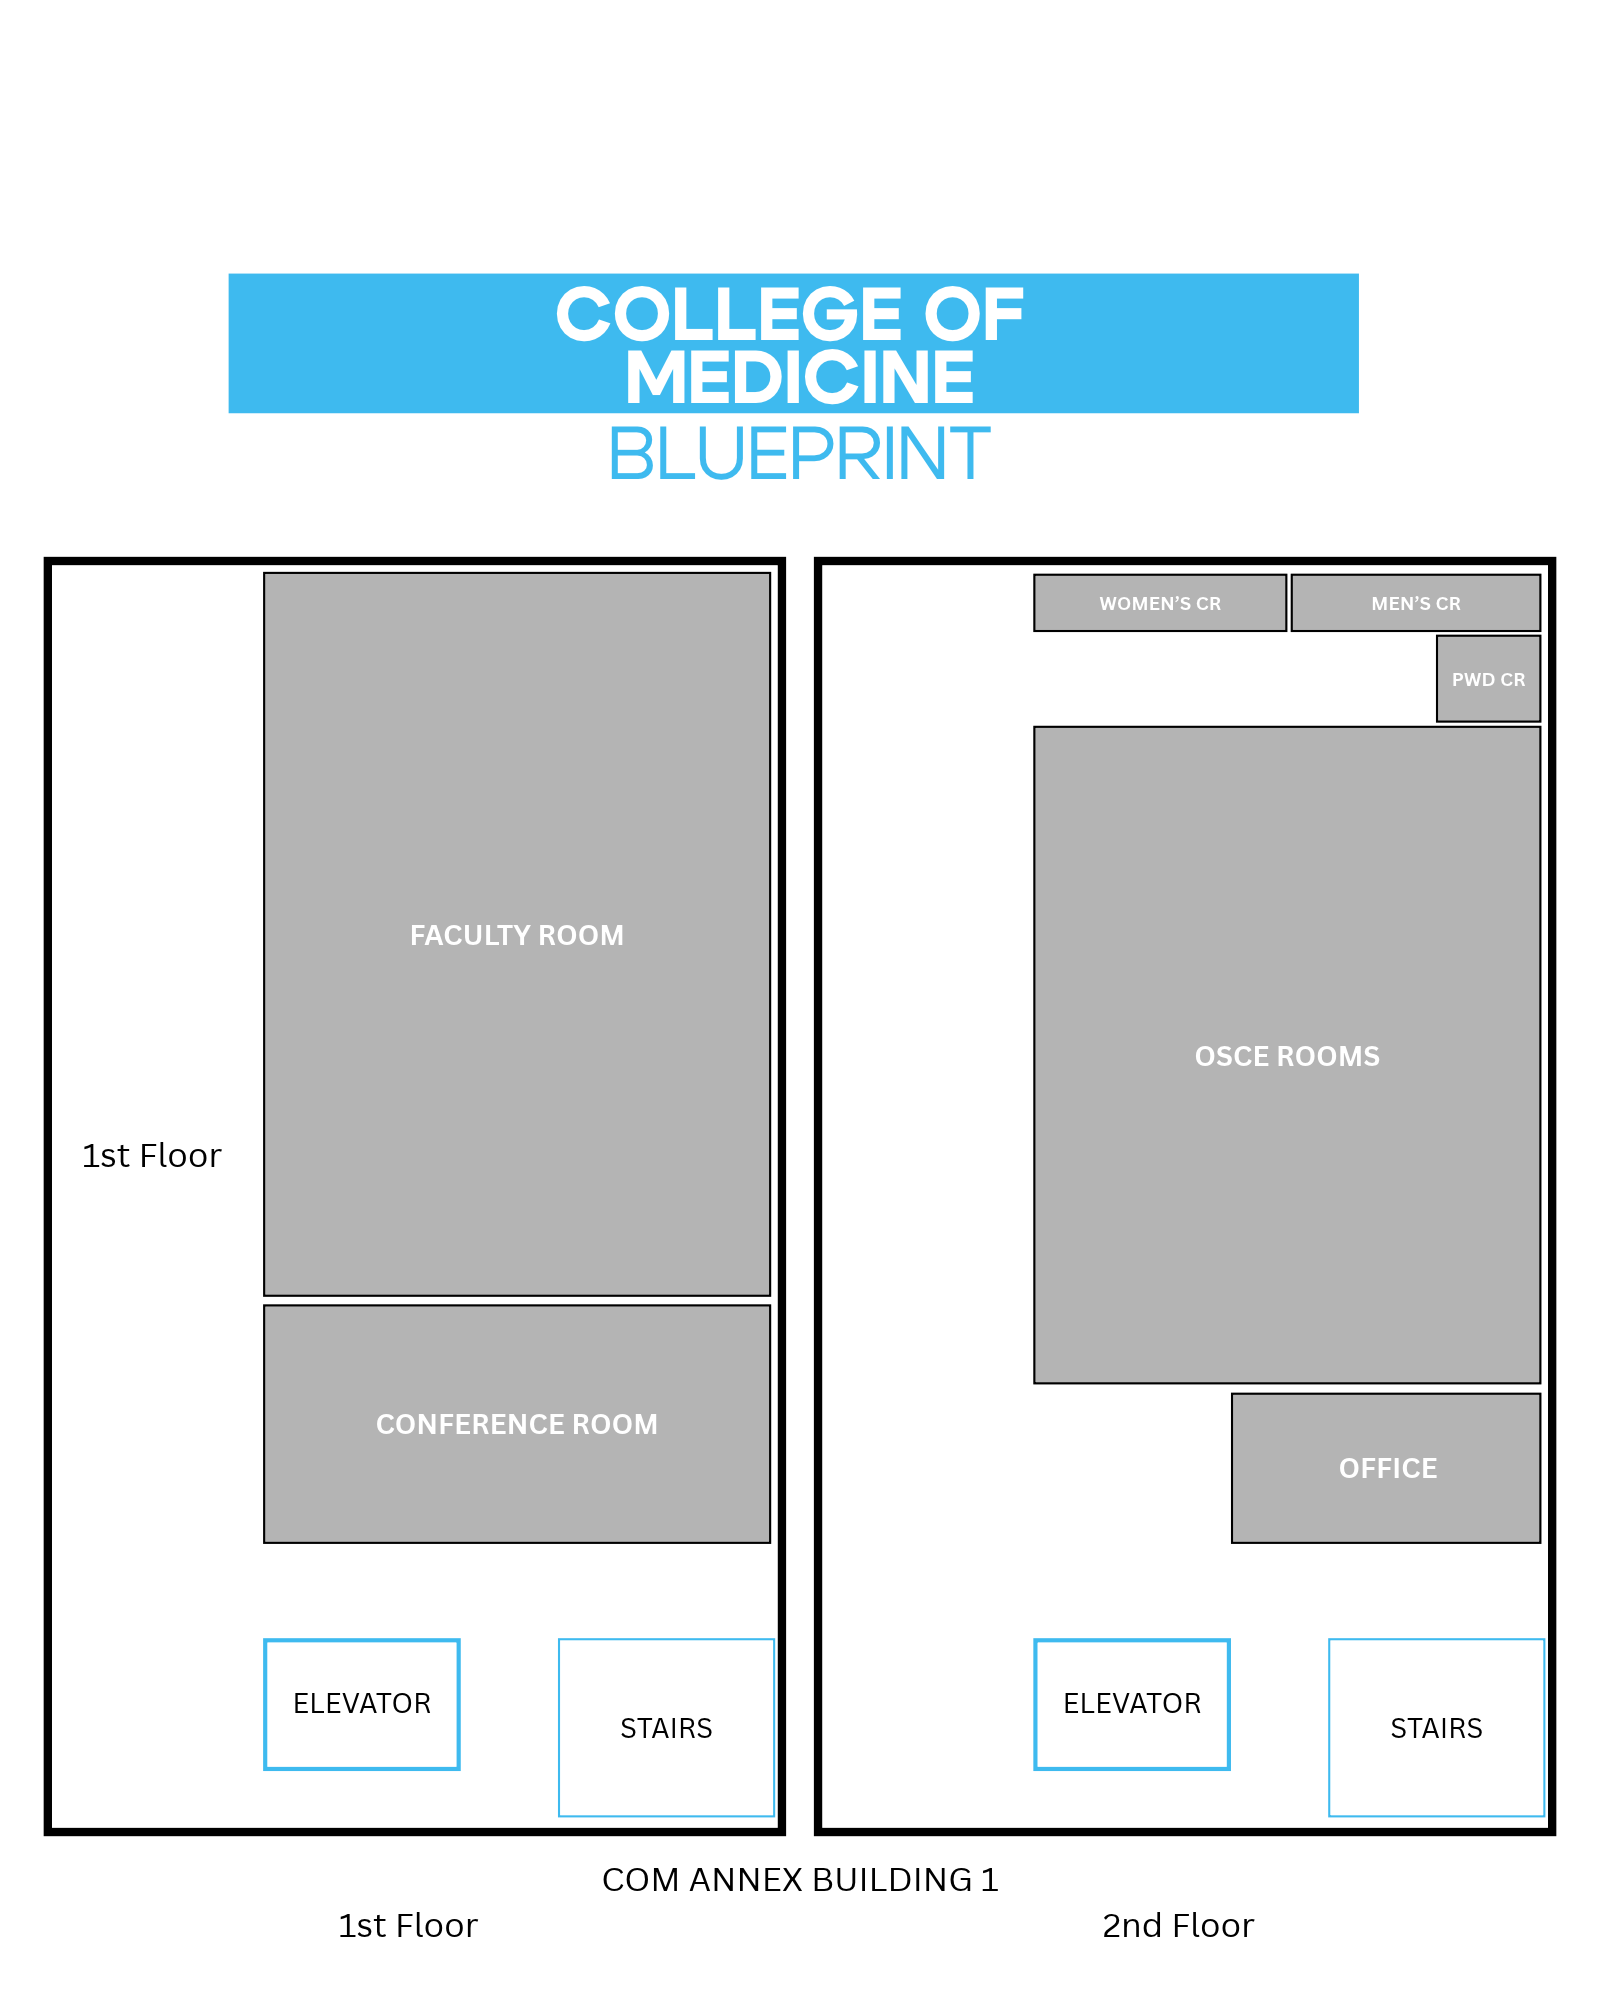 COLLEGE OF
MEDICINE
BLUEPRINT
FACULTY ROOM
1st Floor
CONFERENCE ROOM
ELEVATOR
STAIRS
WOMEN’S CR
MEN’S CR
PWD CR
OSCE ROOMS
OFFICE
ELEVATOR
STAIRS
COM ANNEX BUILDING 1
1st Floor
2nd Floor